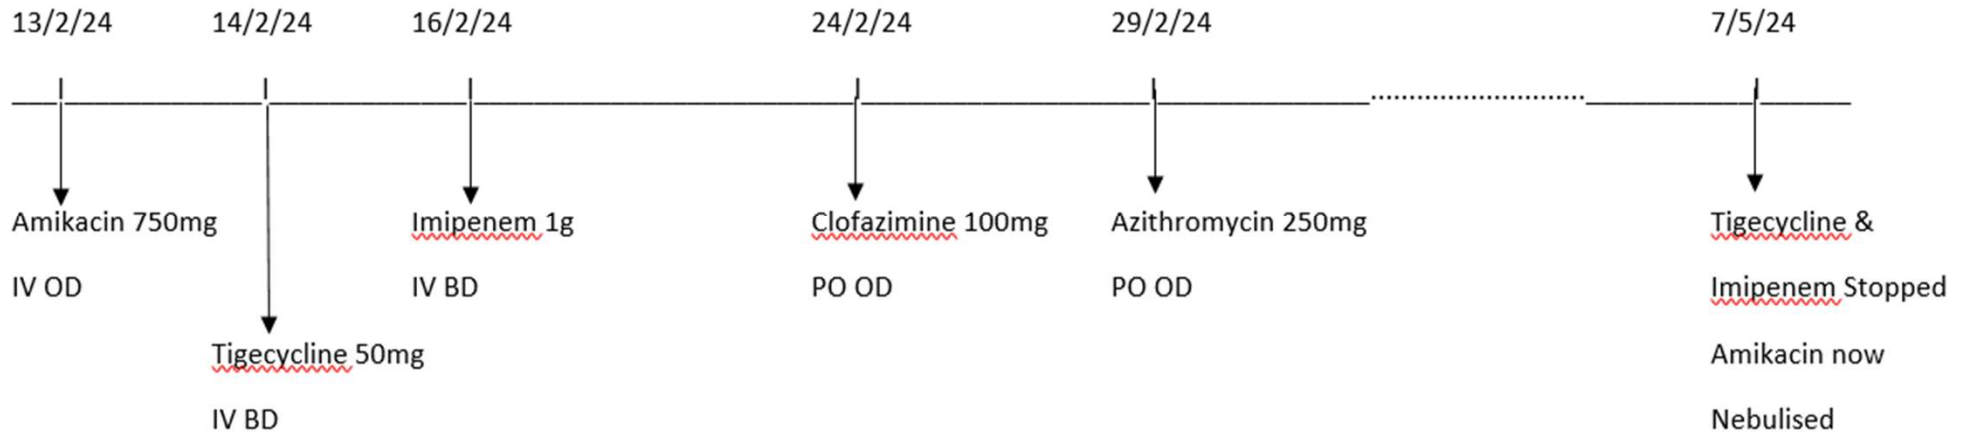 13/2/24 14/2/24 16/2/24 24/2/24 29/2/24 7/5/24
Amikacin 750mg
IV OD
Tigecycline 50mg
IV BD
Imipenem 1g
IV BD
Clofazimine 100mg
PO OD
Azithromycin 250mg
PO OD
Tigecycline &
Imipenem Stopped
Amikacin now
Nebulised